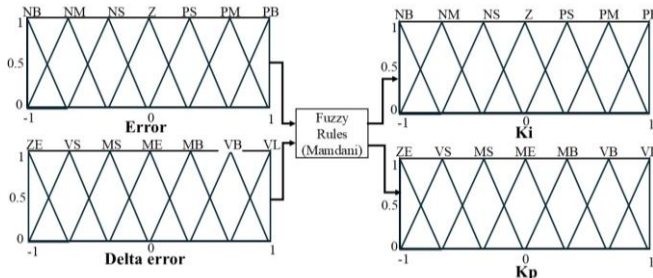 NB NM NS Z PS PM PB
1
0.5
0
-1 0 1
Error
ZE VS MS ME MB VB VL
1
0.5
0
-1 0 1
Delta error
Fuzzy
Rules
(Mamdani)
NB NM NS Z PS PM
1
0.5
0
-1 0 1
Ki
ZE VS MS ME MB VB
1
0.5
0
-1 0 1
Kp